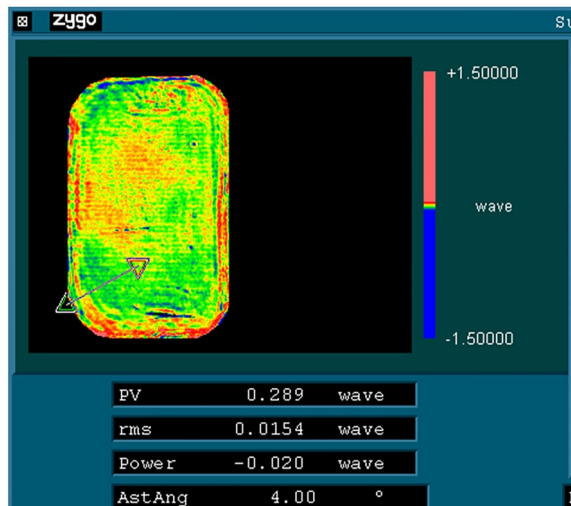 zygo
Su
+1.50000
wave
-1.50000
PV 0.289 wave
rms 0.0154 wave
Power -0.020 wave
AstAng 4.00 °